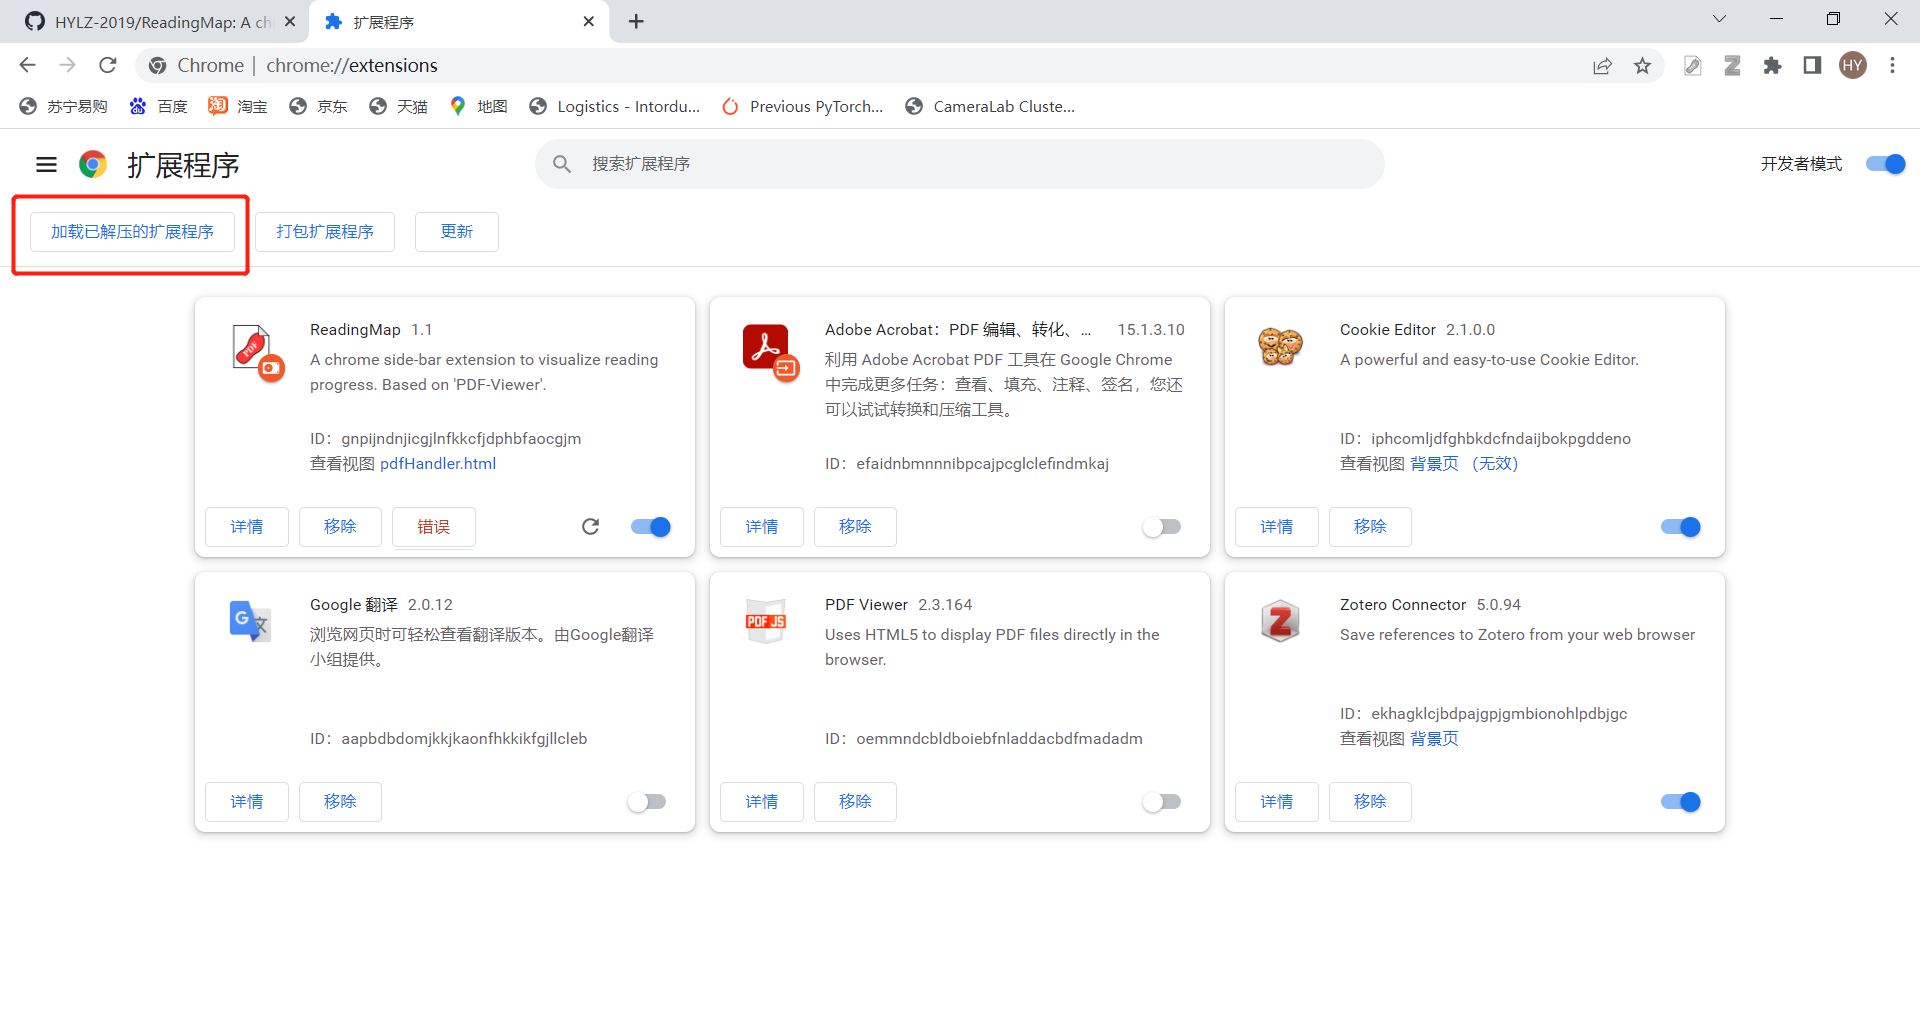 HYLZ-2019/ReadingMap: A ch
扩展程序
Chrome | chrome://extensions
HY
苏宁易购
百度
淘宝
京东
天猫
地图
Logistics - Intordu...
Previous PyTorch...
CameraLab Cluste...
扩展程序
搜索扩展程序
开发者模式
加载已解压的扩展程序
打包扩展程序
更新
PDF
ReadingMap 1.1
A chrome side-bar extension to visualize reading
progress. Based on 'PDF-Viewer'.
ID：gnpijndnjicgjlnfkkcfjdphbfaocgjm
查看视图 pdfHandler.html
详情
移除
错误
Adobe Acrobat：PDF 编辑、转化、... 15.1.3.10
利用 Adobe Acrobat PDF 工具在 Google Chrome
中完成更多任务：查看、填充、注释、签名，您还
可以试试转换和压缩工具。
ID：efaidnbmnnnibpcajpcglclefindmkaj
详情
移除
Cookie Editor 2.1.0.0
A powerful and easy-to-use Cookie Editor.
ID：iphcomljdfghbkdcfndaijbokpgddeno
查看视图 背景页 （无效）
详情
移除
Google 翻译 2.0.12
浏览网页时可轻松查看翻译版本。由Google翻译
小组提供。
ID：aapbdbdomjkkjkaonfhkkikfgjllcleb
详情
移除
PDF JS
PDF Viewer 2.3.164
Uses HTML5 to display PDF files directly in the
browser.
ID：oemmndcbldboiebfnladdacbdfmadadm
详情
移除
Zotero Connector 5.0.94
Save references to Zotero from your web browser
ID：ekhagklcjbdpajgpjgmbionohlpdbjgc
查看视图 背景页
详情
移除